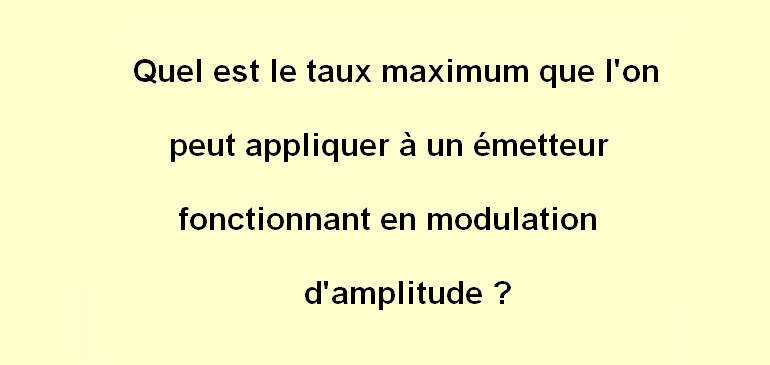 Quel est le taux maximum que l'on
peut appliquer à un émetteur
fonctionnant en modulation
d'amplitude ?